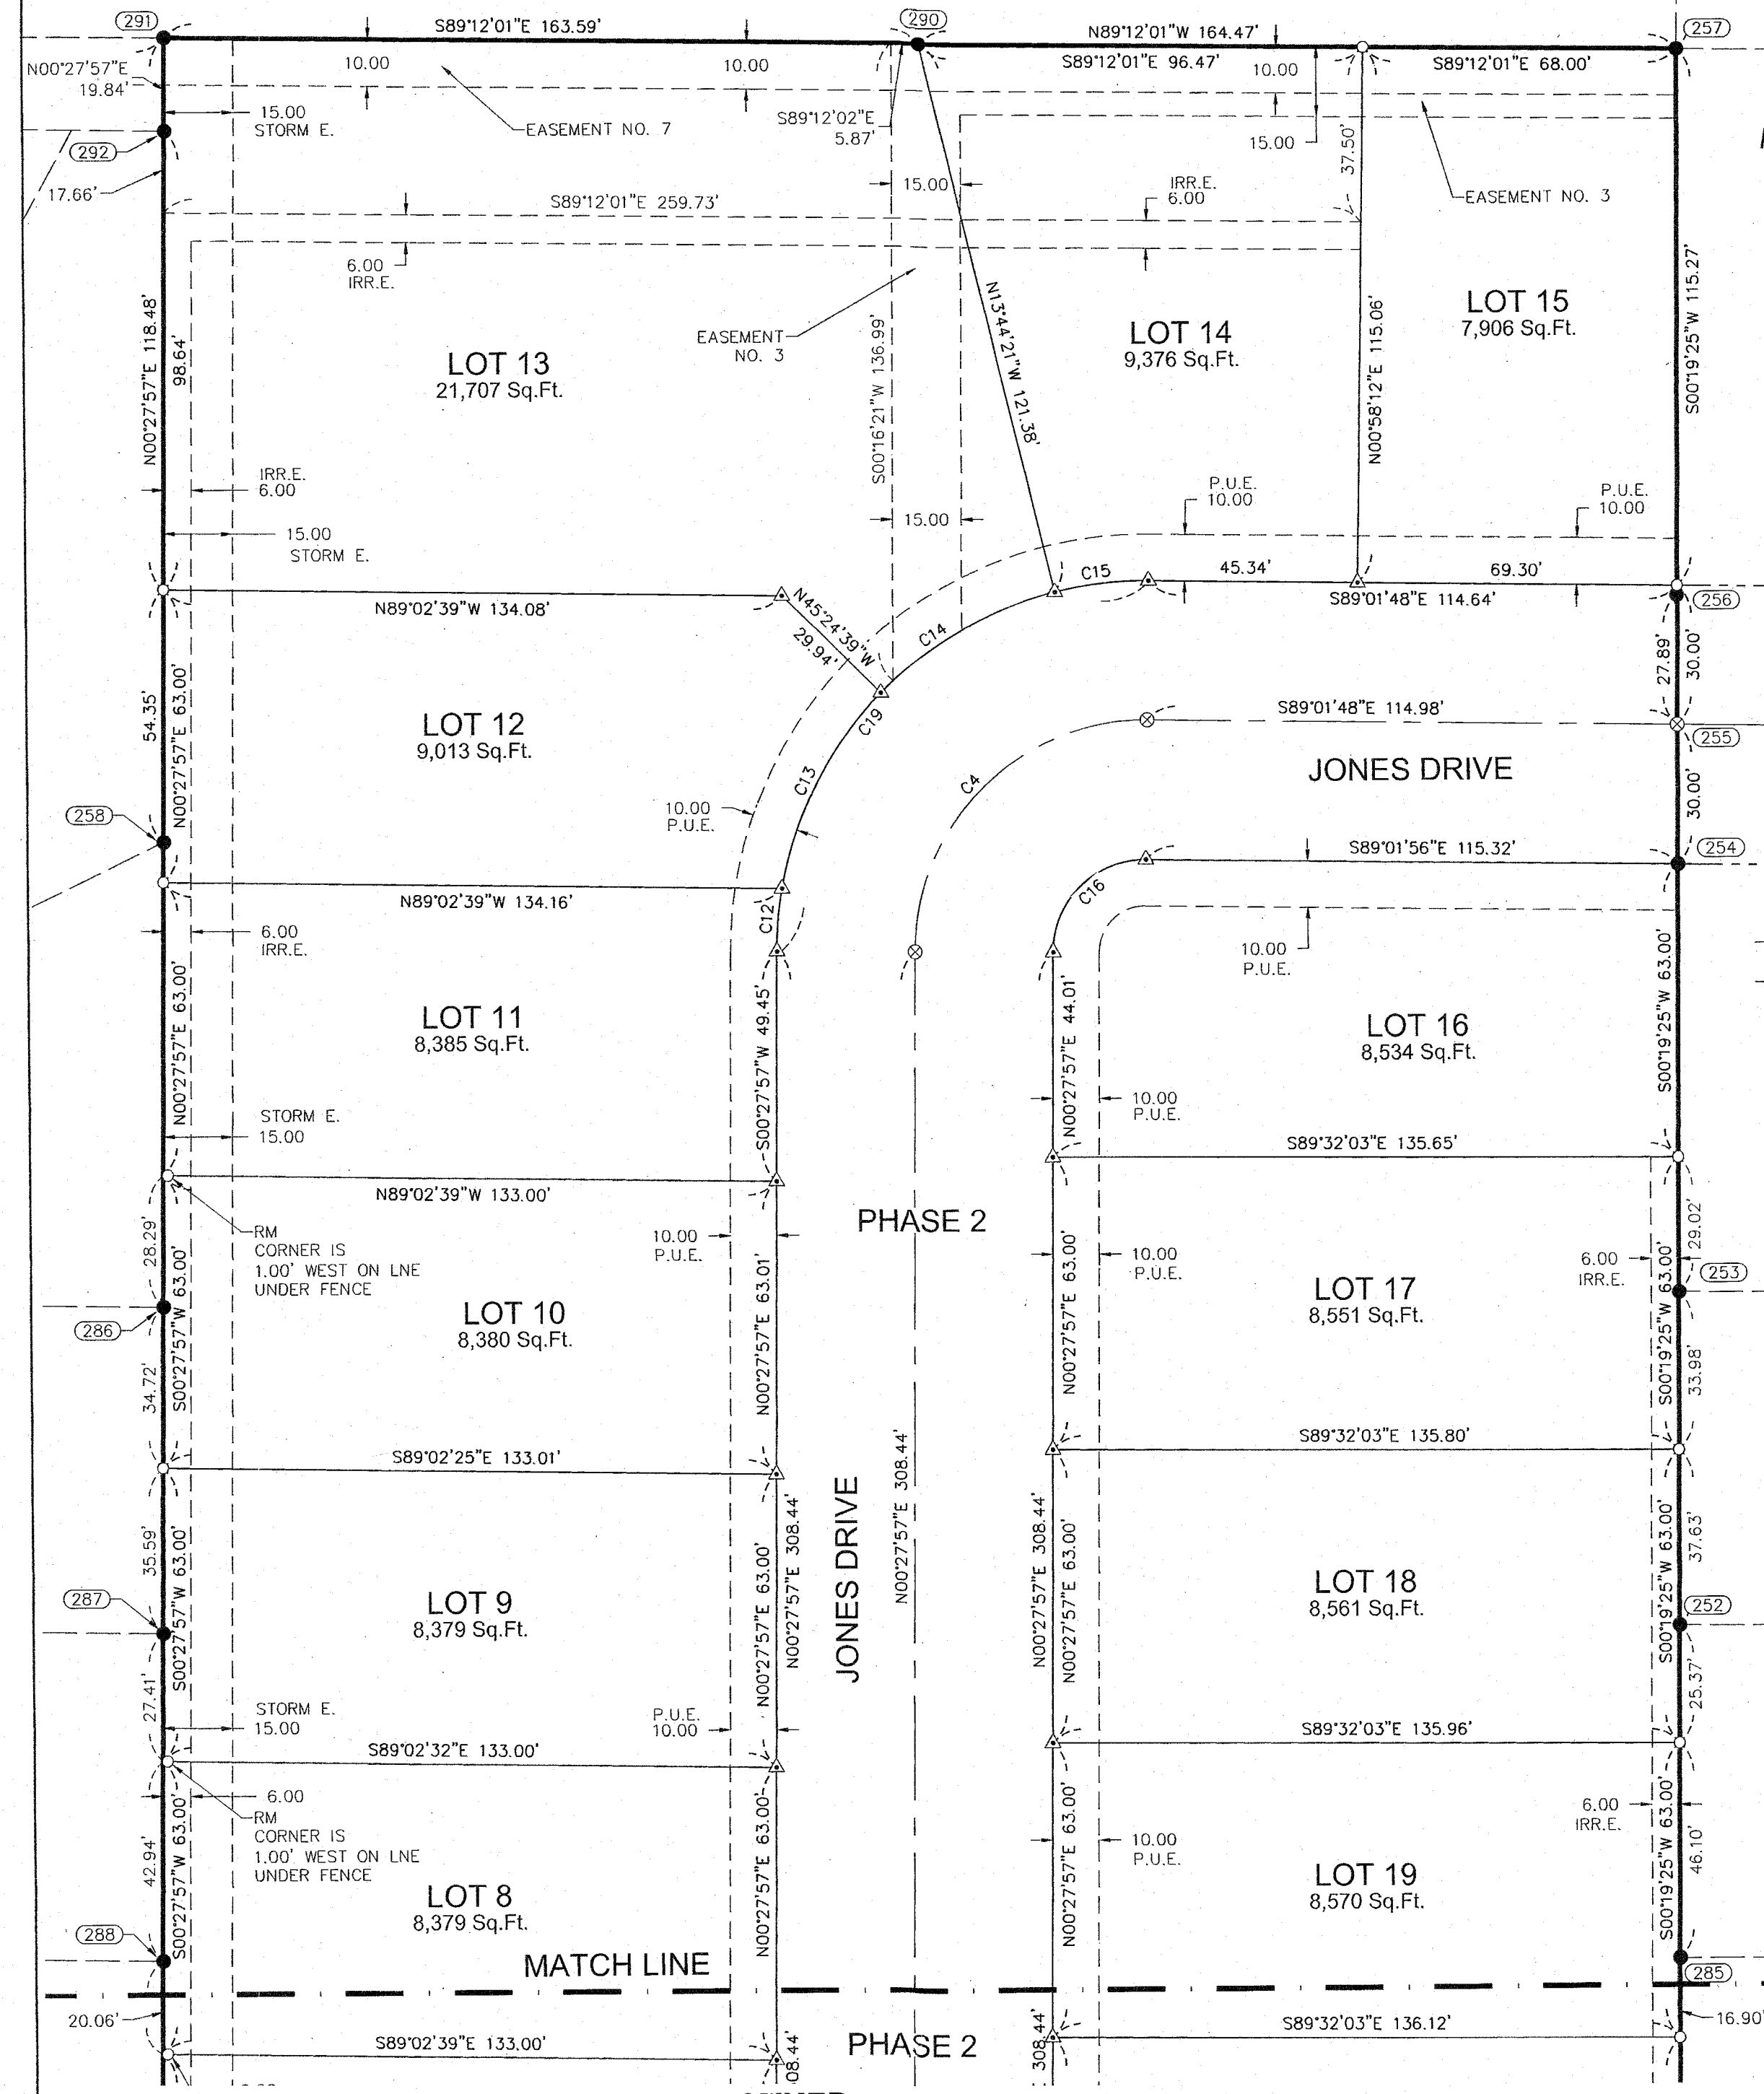 291
S89°12'01"E 163.59'
290
N89°12'01"W 164.47'
257
N00°27'57"E
19.84'
10.00
10.00
S89°12'01"E 96.47'
10.00
S89°12'01"E 68.00'
15.00
STORM E.
EASEMENT NO. 7
S89°12'02"E
5.87'
292
15.00
37.50'
17.66'
S89°12'01"E 259.73'
15.00
IRR.E.
6.00
EASEMENT NO. 3
6.00
IRR.E.
N00°27'57"E 118.48'
98.64'
EASEMENT
NO. 3
S00°16'21"W 136.99'
N13°44'21"W 121.38'
LOT 13
21,707 Sq.Ft.
LOT 14
9,376 Sq.Ft.
N00°58'12"E 115.06'
LOT 15
7,906 Sq.Ft.
S00°19'25"W 115.27'
IRR.E.
6.00
P.U.E.
10.00
P.U.E.
10.00
15.00
STORM E.
15.00
C15
45.34'
69.30'
N89°02'39"W 134.08'
N45°24'39"W
29.94'
C14
S89°01'48"E 114.64'
256
27.89'
30.00'
54.35'
N00°27'57"E 63.00'
LOT 12
9,013 Sq.Ft.
C19
S89°01'48"E 114.98'
255
C13
C4
JONES DRIVE
30.00'
258
10.00
P.U.E.
S89°01'56"E 115.32'
254
N89°02'39"W 134.16'
C12
C16
6.00
IRR.E.
10.00
P.U.E.
N00°27'57"E 63.00'
LOT 11
8,385 Sq.Ft.
S00°27'57"W 49.45'
N00°27'57"E 44.01'
LOT 16
8,534 Sq.Ft.
S00°19'25"W 63.00'
STORM E.
15.00
10.00
P.U.E.
N89°02'39"W 133.00'
S89°32'03"E 135.65'
PHASE 2
28.29'
RM
CORNER IS
1.00' WEST ON LNE
UNDER FENCE
10.00
P.U.E.
10.00
P.U.E.
6.00
IRR.E.
29.02'
253
286
S00°27'57"W 63.00'
LOT 10
8,380 Sq.Ft.
N00°27'57"E 63.01'
N00°27'57"E 63.00'
LOT 17
8,551 Sq.Ft.
S00°19'25"W 63.00'
34.72'
33.98'
S89°02'25"E 133.01'
N00°27'57"E 308.44'
S89°32'03"E 135.80'
35.59'
S00°27'57"W 63.00'
LOT 9
8,379 Sq.Ft.
N00°27'57"E 63.00'
N00°27'57"E 308.44'
JONES DRIVE
N00°27'57"E 308.44'
N00°27'57"E 63.00'
LOT 18
8,561 Sq.Ft.
S00°19'25"W 63.00'
37.63'
287
252
27.41'
STORM E.
15.00
P.U.E.
10.00
25.37'
S89°02'32"E 133.00'
S89°32'03"E 135.96'
6.00
RM
CORNER IS
1.00' WEST ON LNE
UNDER FENCE
10.00
P.U.E.
6.00
IRR.E.
42.94'
S00°27'57"W 63.00'
LOT 8
8,379 Sq.Ft.
N00°27'57"E 63.00'
N00°27'57"E 63.00'
LOT 19
8,570 Sq.Ft.
S00°19'25"W 63.00'
46.10'
288
MATCH LINE
285
20.06'
S89°02'39"E 133.00'
08.44'
PHASE 2
308.44'
S89°32'03"E 136.12'
16.90'